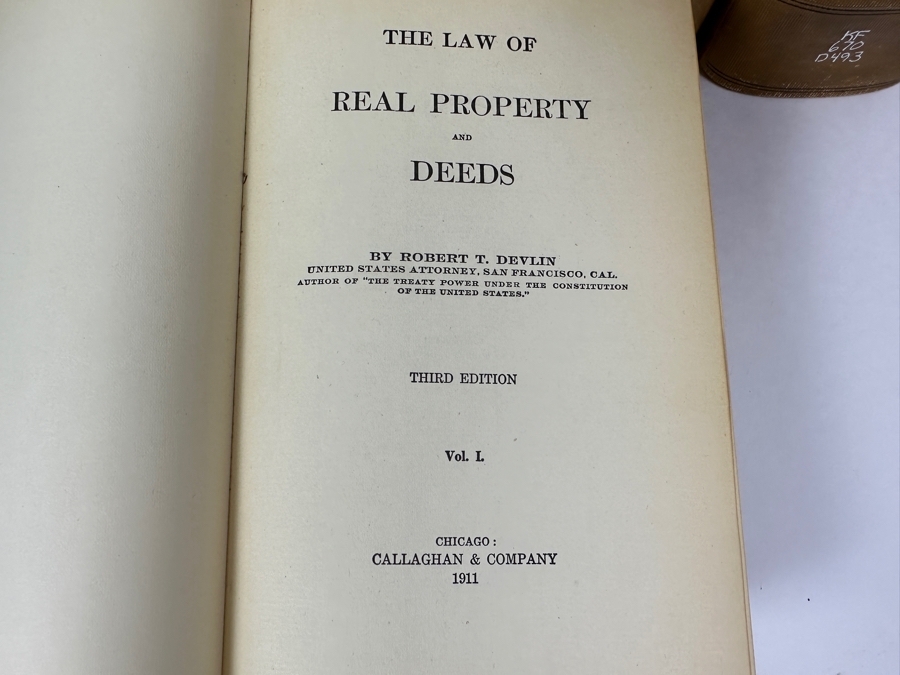 THE LAW OF
REAL PROPERTY
AND
DEEDS
BY ROBERT T. DEVLIN
UNITED STATES ATTORNEY, SAN FRANCISCO, CAL.
AUTHOR OF "THE TREATY POWER UNDER THE CONSTITUTION
OF THE UNITED STATES."
THIRD EDITION
Vol. I.
CHICAGO:
CALLAGHAN & COMPANY
1911
KF
670
D493